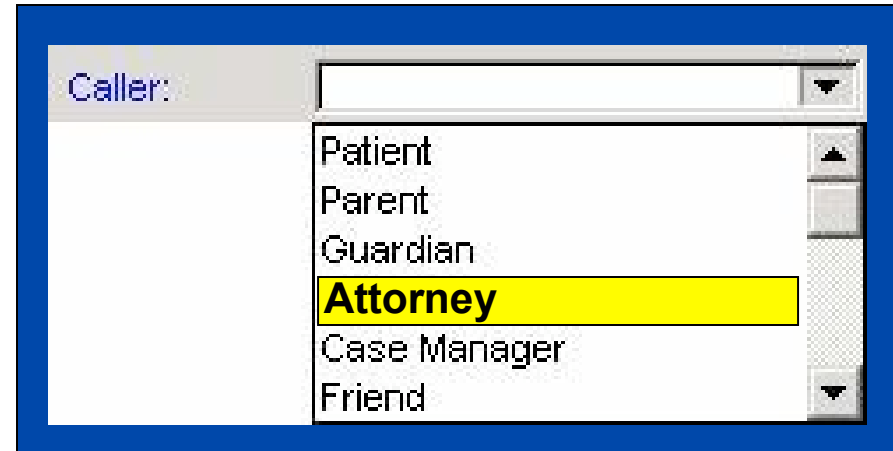 Caller:
Patient
Parent
Guardian
Attorney
Case Manager
Friend